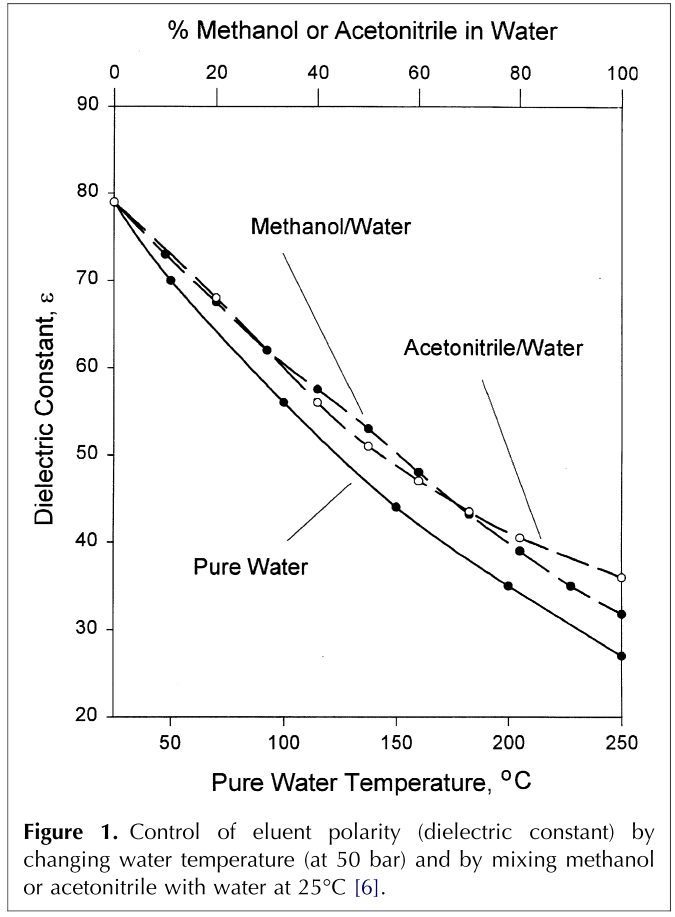 % Methanol or Acetonitrile in Water
0 20 40 60 80 100
90
80
70
60
50
40
30
20
Dielectric Constant, ε
Methanol/Water
Acetonitrile/Water
Pure Water
50 100 150 200 250
Pure Water Temperature, °C
Figure 1. Control of eluent polarity (dielectric constant) by
changing water temperature (at 50 bar) and by mixing methanol
or acetonitrile with water at 25°C [6].